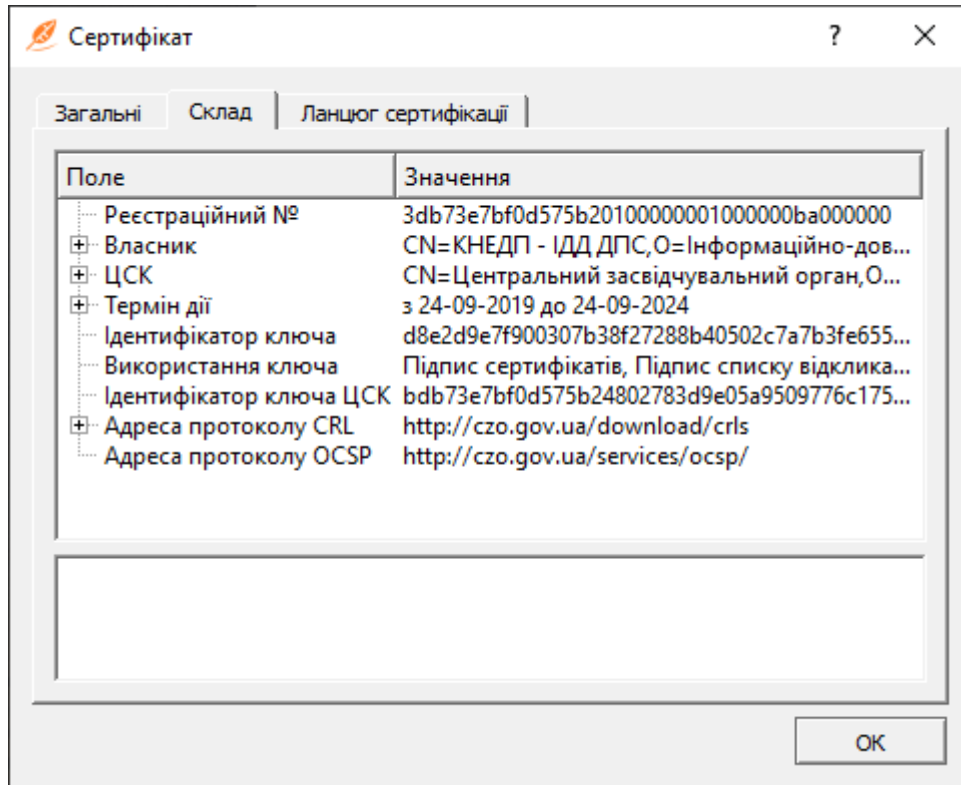 Сертифікат
Загальні Склад Ланцюг сертифікації
Поле Значення
Реєстраційний № 3db73e7bf0d575b20100000001000000ba000000
Власник CN=КНЕДП - ІДД ДПС,O=Інформаційно-дов...
ЦСК CN=Центральний засвідчувальний орган,O...
Термін дії з 24-09-2019 до 24-09-2024
Ідентифікатор ключа d8e2d9e7f900307b38f27288b40502c7a7b3fe655...
Використання ключа Підпис сертифікатів, Підпис списку відклика...
Ідентифікатор ключа ЦСК bdb73e7bf0d575b24802783d9e05a9509776c175...
Адреса протоколу CRL http://czo.gov.ua/download/crls
Адреса протоколу OCSP http://czo.gov.ua/services/ocsp/
OK